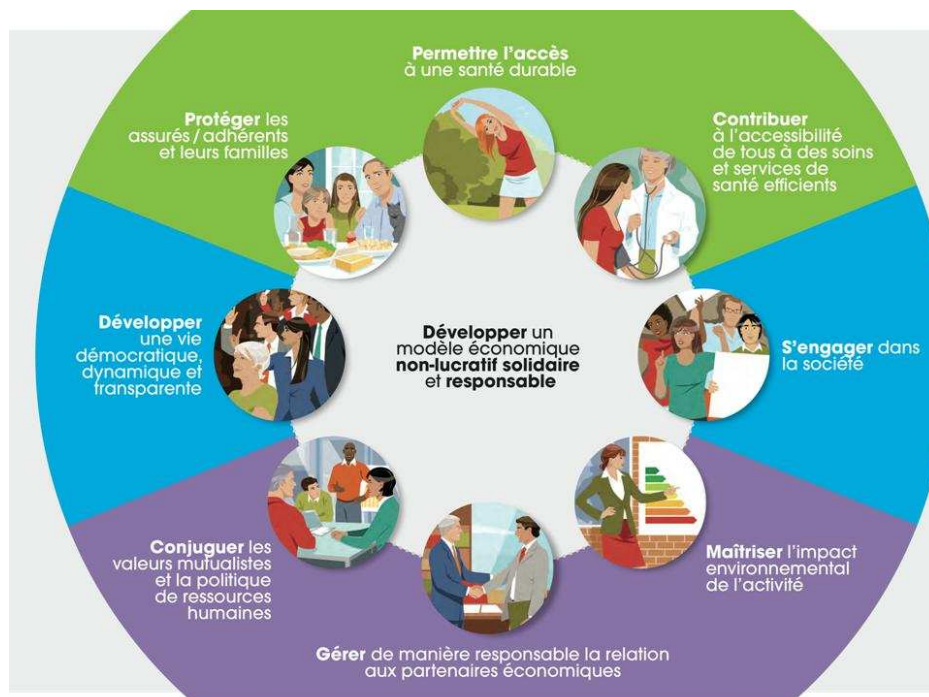 Permettre l'accès
à une santé durable
Protéger les
assurés / adhérents
et leurs familles
Contribuer
à l'accessibilité
de tous à des soins
et services de
santé efficients
Développer
une vie
démocratique,
dynamique et
transparente
Développer un
modèle économique
non-lucratif solidaire
et responsable
S'engager dans
la société
Conjuguer les
valeurs mutualistes
et la politique
de ressources
humaines
Maîtriser l'impact
environnemental
de l'activité
Gérer de manière responsable la relation
aux partenaires économiques